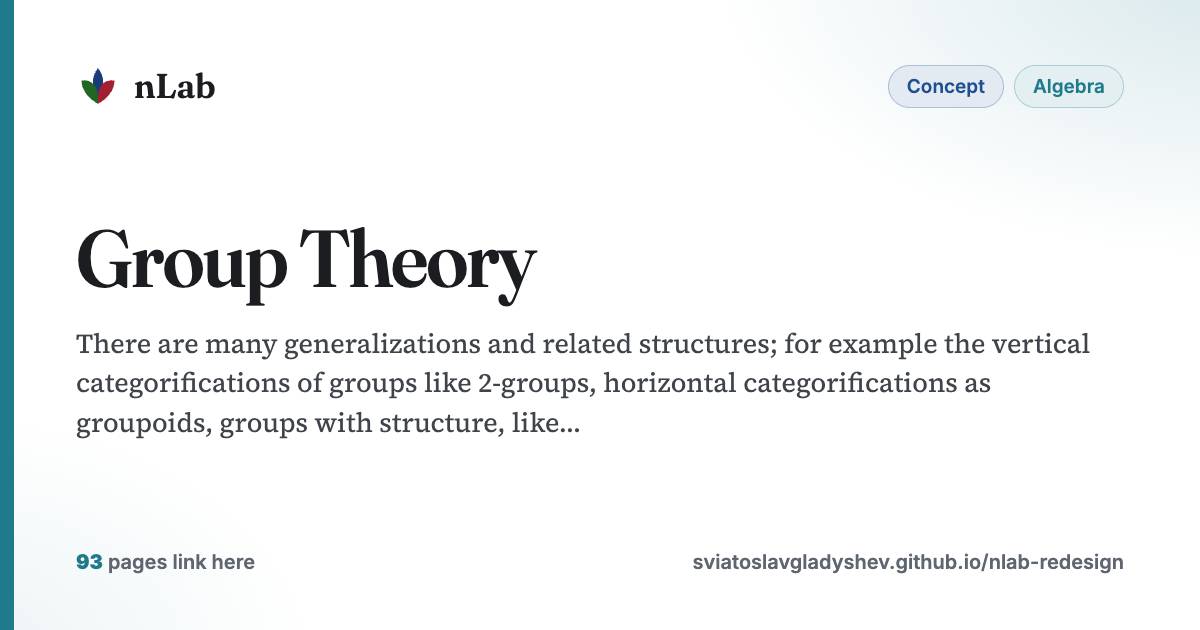 nLab
Concept
Algebra
Group Theory
There are many generalizations and related structures; for example the vertical
categorifications of groups like 2-groups, horizontal categorifications as
groupoids, groups with structure, like...
93 pages link here
sviatoslavgladyshev.github.io/nlab-redesign